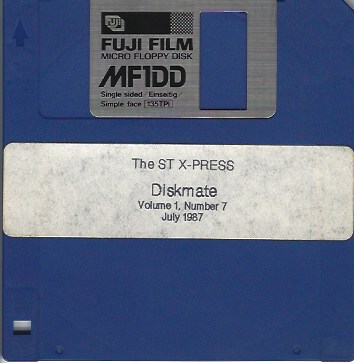 FUJI
FUJI FILM
MICRO FLOPPY DISK
MF1DD
Single sided/Einseitig/
Simple face 135TPI
The ST X-PRESS
Diskmate
Volume 1, Number 7
July 1987